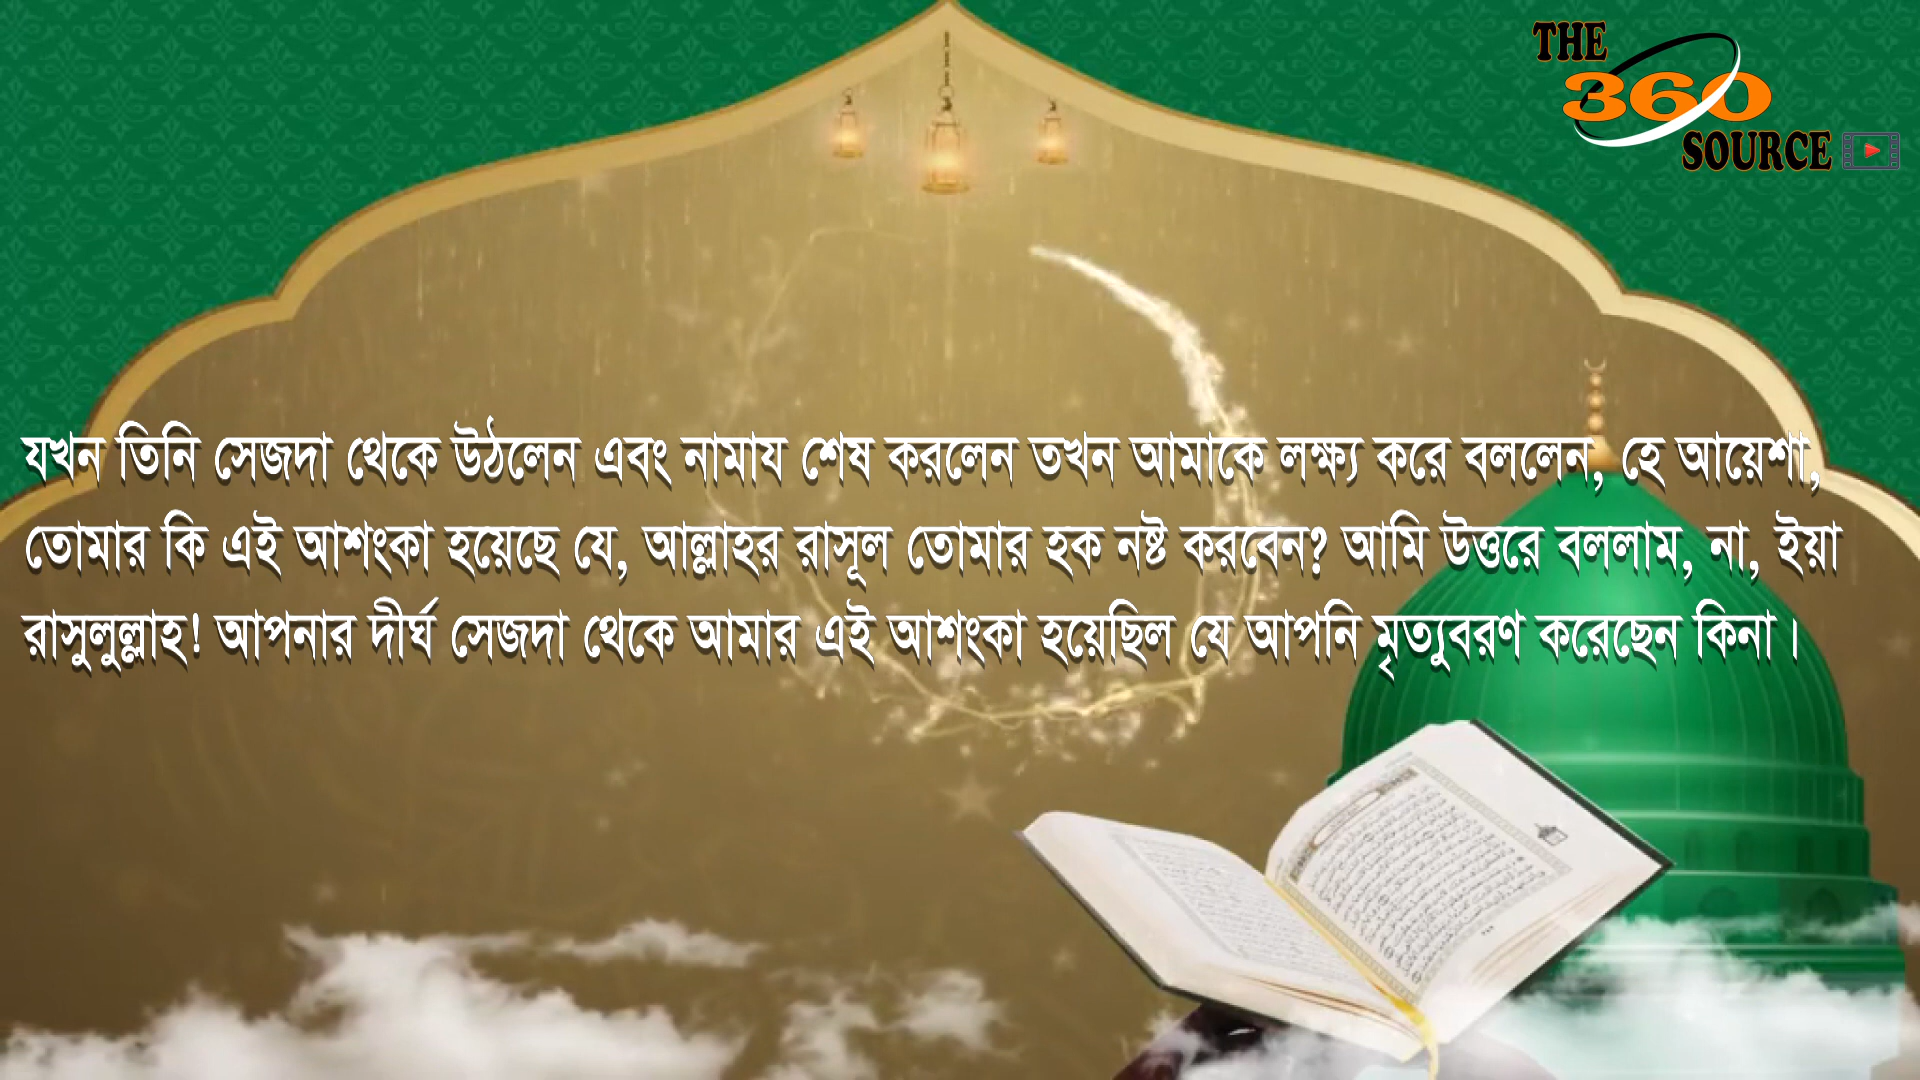 THE
360
SOURCE
যখন তিনি সেজদা থেকে উঠলেন এবং নামায শেষ করলেন তখন আমাকে লক্ষ্য করে বললেন, হে আয়েশা,
তোমার কি এই আশংকা হয়েছে যে, আল্লাহর রাসূল তোমার হক নষ্ট করবেন? আমি উত্তরে বললাম, না, ইয়া
রাসুলুল্লাহ! আপনার দীর্ঘ সেজদা থেকে আমার এই আশংকা হয়েছিল যে আপনি মৃত্যুবরণ করেছেন কিনা।